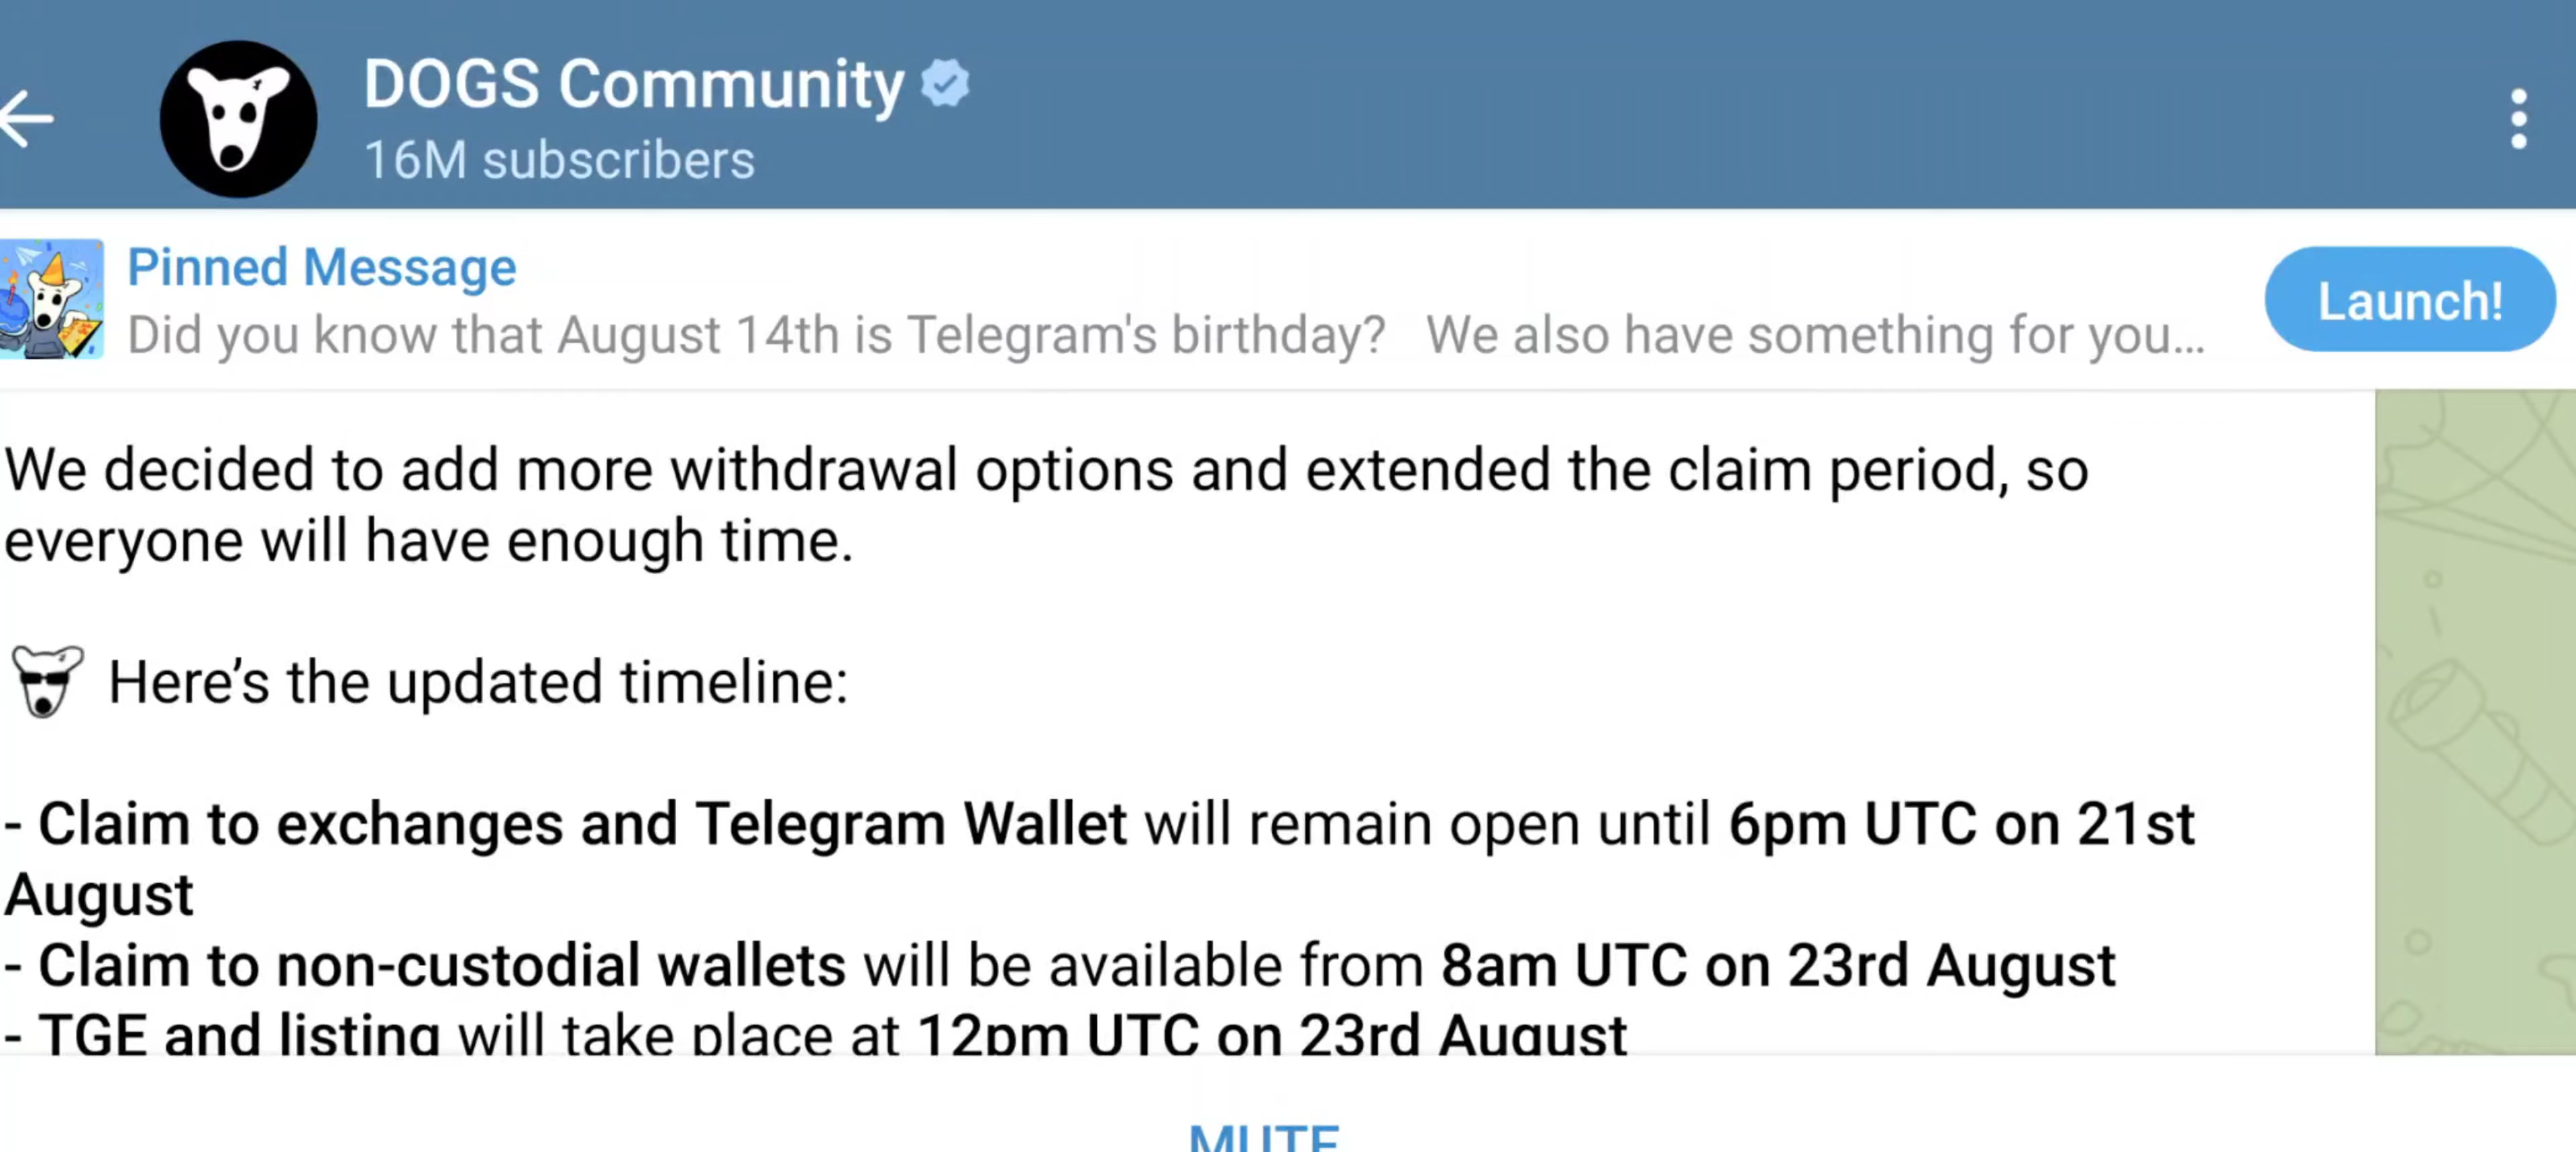 DOGS Community
16M subscribers
Pinned Message
Did you know that August 14th is Telegram's birthday? We also have something for you...
Launch!
We decided to add more withdrawal options and extended the claim period, so
everyone will have enough time.
Here’s the updated timeline:
- Claim to exchanges and Telegram Wallet will remain open until 6pm UTC on 21st
August
- Claim to non-custodial wallets will be available from 8am UTC on 23rd August
- TGE and listing will take place at 12pm UTC on 23rd August
MUTE